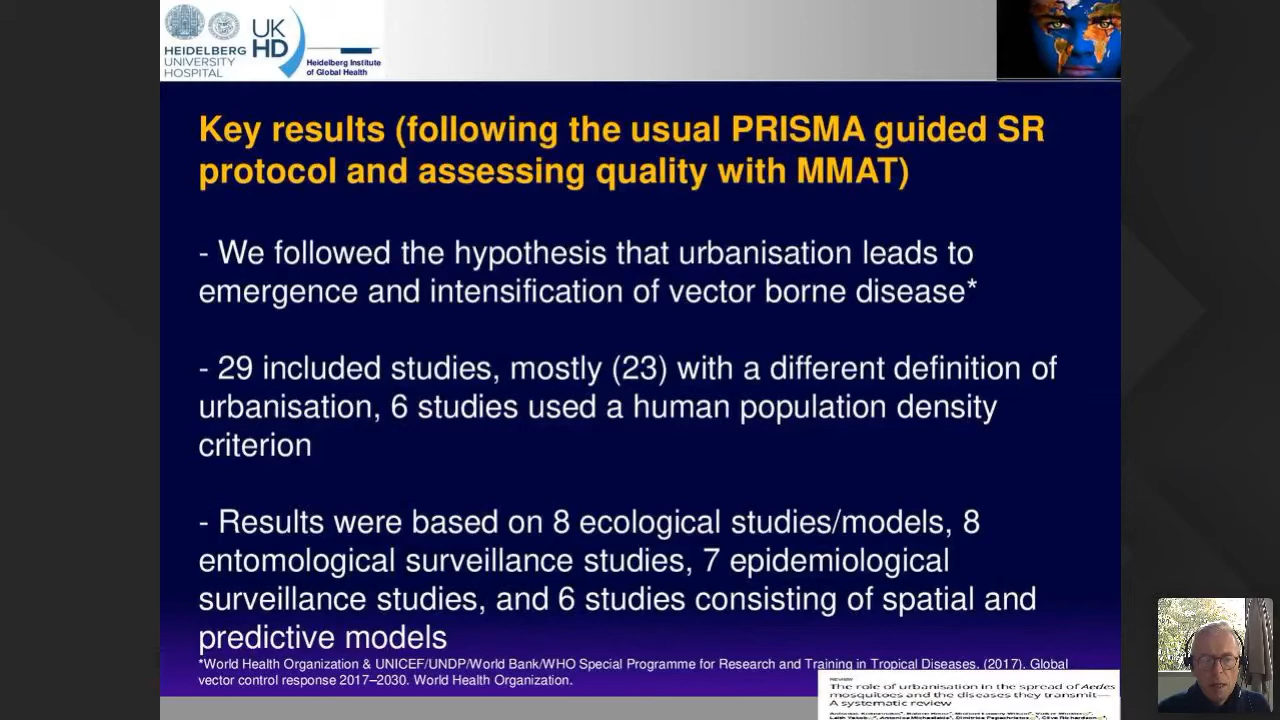 HEIDELBERG
UNIVERSITY
HOSPITAL
UK
HD
Heidelberg Institute
of Global Health
Key results (following the usual PRISMA guided SR
protocol and assessing quality with MMAT)
- We followed the hypothesis that urbanisation leads to
emergence and intensification of vector borne disease*
- 29 included studies, mostly (23) with a different definition of
urbanisation, 6 studies used a human population density
criterion
- Results were based on 8 ecological studies/models, 8
entomological surveillance studies, 7 epidemiological
surveillance studies, and 6 studies consisting of spatial and
predictive models
*World Health Organization & UNICEF/UNDP/World Bank/WHO Special Programme for Research and Training in Tropical Diseases. (2017). Global
vector control response 2017–2030. World Health Organization.
REVIEW
The role of urbanisation in the spread of Aedes
mosquitoes and the diseases they transmit—
A systematic review